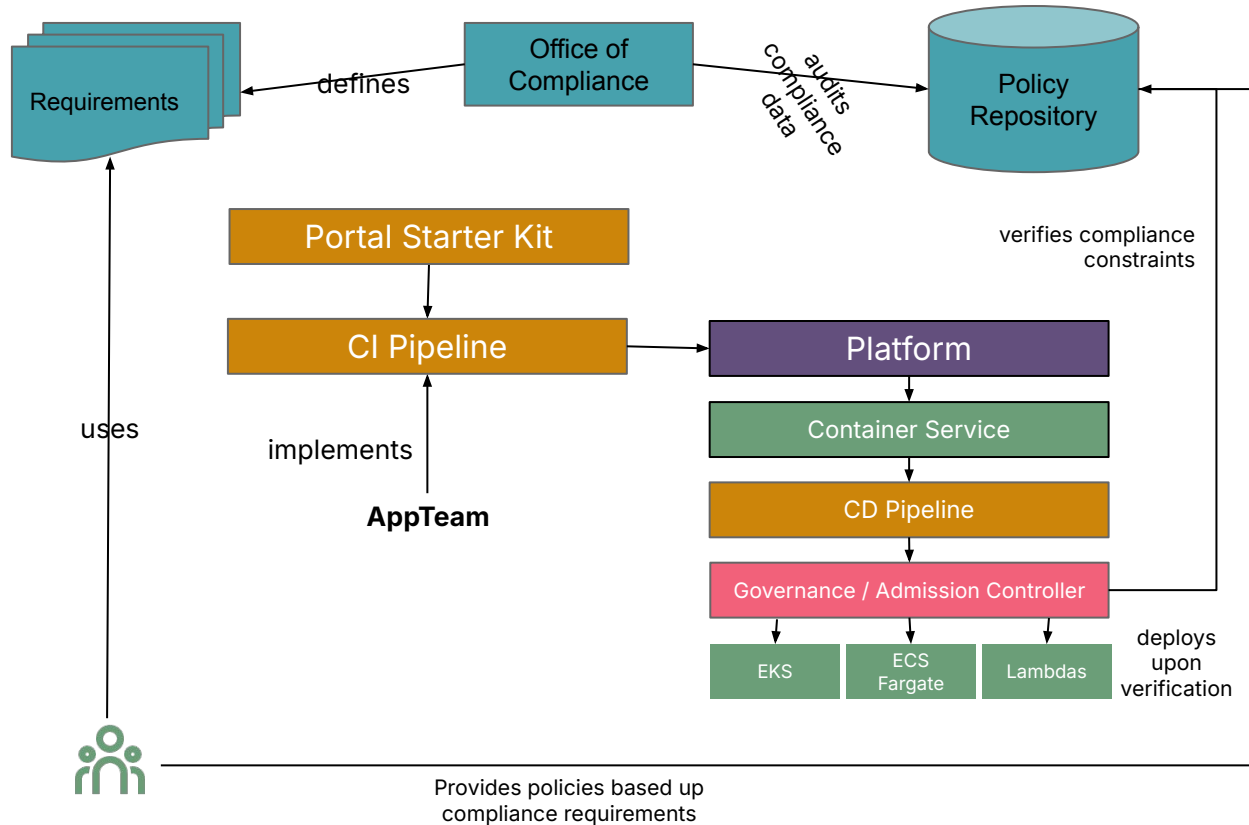 Office of
Compliance
Requirements
defines
audits
compliance
data
Policy
Repository
Portal Starter Kit
verifies compliance
constraints
CI Pipeline
Platform
uses
implements
Container Service
AppTeam
CD Pipeline
Governance / Admission Controller
EKS
ECS
Fargate
Lambdas
deploys
upon
verification
Provides policies based up
compliance requirements